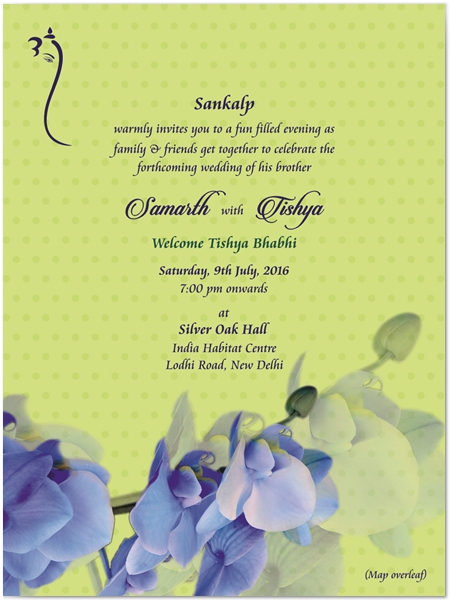 Sankalp
warmly invites you to a fun filled evening as
family & friends get together to celebrate the
forthcoming wedding of his brother
Samarth with Tishya
Welcome Tishya Bhabhi
Saturday, 9th July, 2016
7:00 pm onwards
at
Silver Oak Hall
India Habitat Centre
Lodhi Road, New Delhi
(Map overleaf)